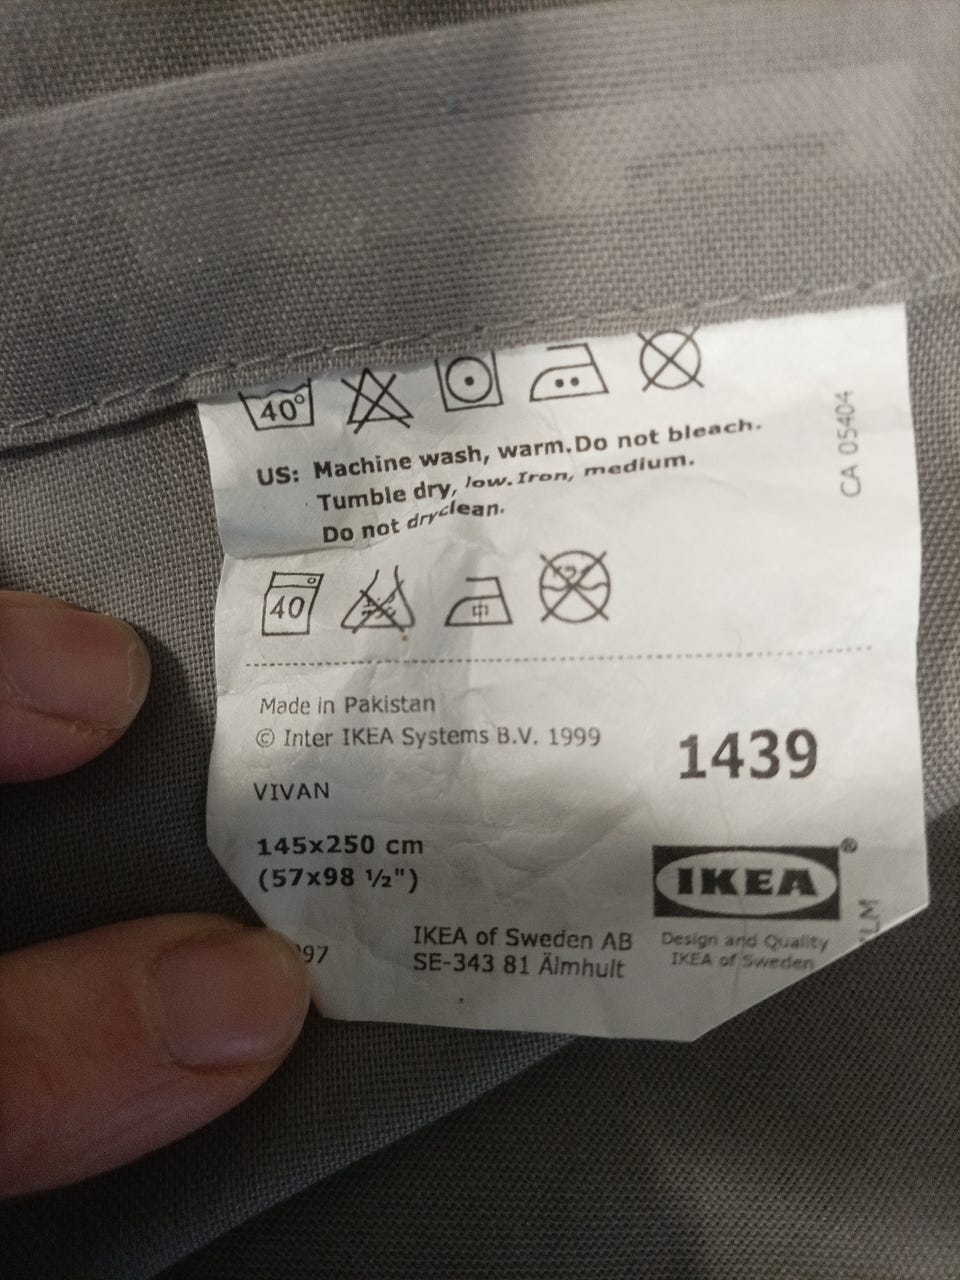 40°
US: Machine wash, warm.Do not bleach.
Tumble dry, low.Iron, medium.
Do not dryclean.
CA 05404
40
中
Made in Pakistan
© Inter IKEA Systems B.V. 1999
1439
VIVAN
145x250 cm
(57x98 ½")
IKEA®
97
IKEA of Sweden AB
SE-343 81 Älmhult
Design and Quality
IKEA of Sweden